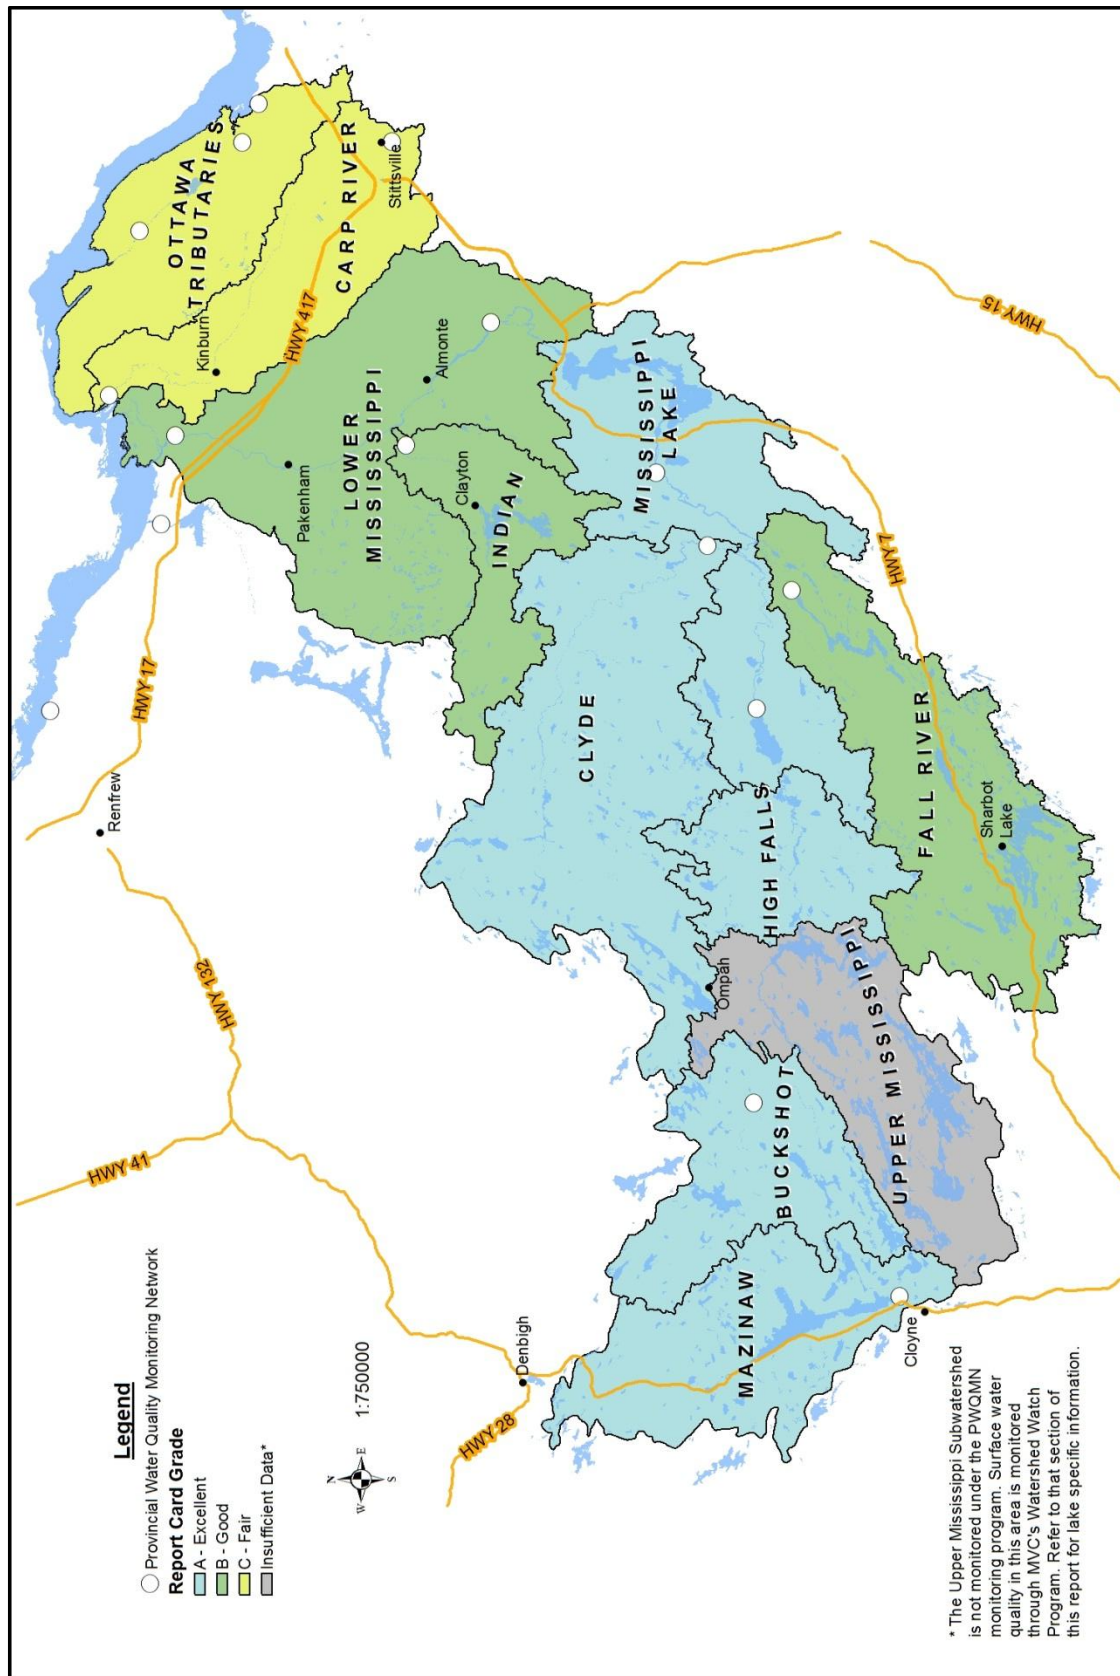 Legend
Provincial Water Quality Monitoring Network
Report Card Grade
A - Excellent
B - Good
C - Fair
Insufficient Data*
N
W
E
S
1:750000
HWY 41
HWY 132
HWY 17
Renfrew
HWY 28
Denbigh
OTTAWA
TRIBUTARIES
Kinburn
CARP RIVER
HWY 417
Stittsville
LOWER
MISSISSIPPI
Pakenham
Almonte
INDIAN
Clayton
MISSISSIPPI
LAKE
CLYDE
HIGH FALLS
Ompah
BUCKSHOT
MAZINAW
UPPER MISSISSIPPI
FALL RIVER
Sharbot
Lake
HWY 7
HWY 15
Cloyne
* The Upper Mississippi Subwatershed
is not monitored under the PWQMN
monitoring program. Surface water
quality in this area is monitored
through MVC's Watershed Watch
Program. Refer to that section of
this report for lake specific information.